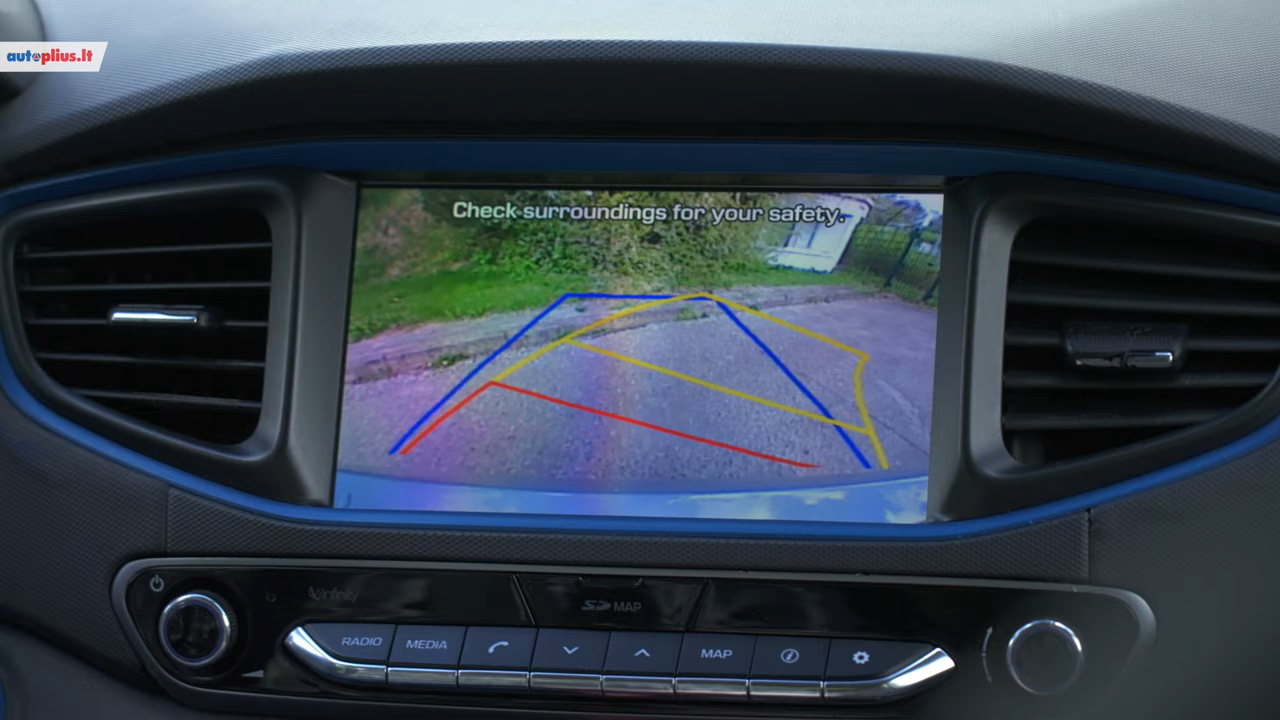 autoplius.lt
Check surroundings for your safety.
infinity
SD MAP
RADIO MEDIA MAP